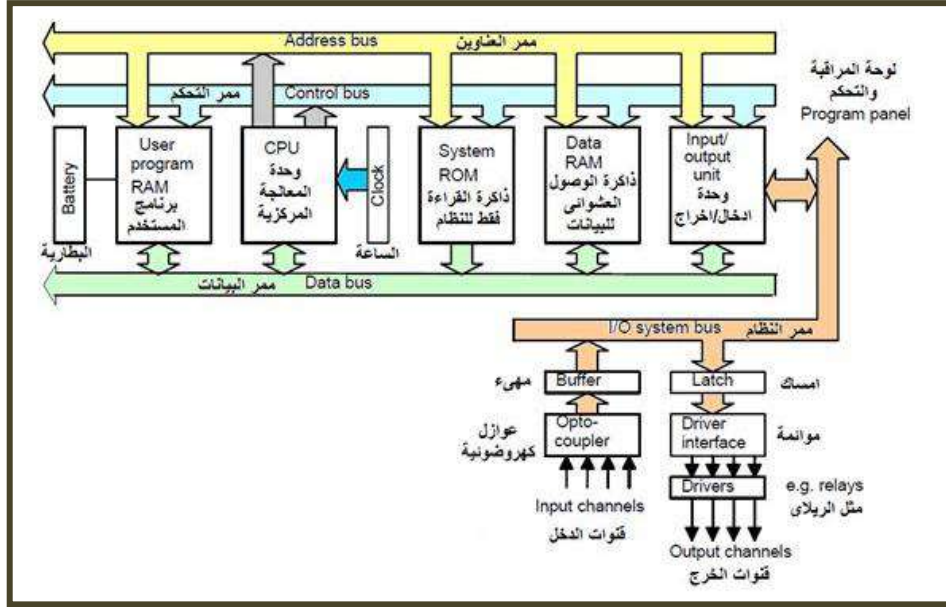 Address bus ممر العناوين
لوحة المراقبة
والتحكم
Program panel
ممر التحكم Control bus
Battery
البطارية
User
program
RAM
برنامج
المستخدم
CPU
وحدة
المعالجة
المركزية
Clock
الساعة
System
ROM
ذاكرة القراءة
فقط للنظام
Data
RAM
ذاكرة الوصول
العشوائى
للبيانات
Input/
output
unit
وحدة
ادخال/اخراج
ممر البيانات Data bus
I/O system bus ممر النظام
مهىء
Buffer
Latch
امساك
عوازل
كهروضوئية
Opto-
coupler
Driver
interface
موائمة
Input channels
قنوات الدخل
Drivers
e.g. relays
مثل الريلاى
Output channels
قنوات الخرج